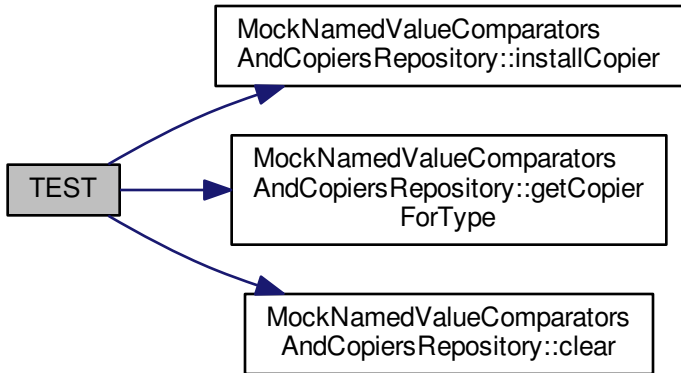 MockNamedValueComparators
AndCopiersRepository::installCopier
TEST
MockNamedValueComparators
AndCopiersRepository::getCopier
ForType
MockNamedValueComparators
AndCopiersRepository::clear